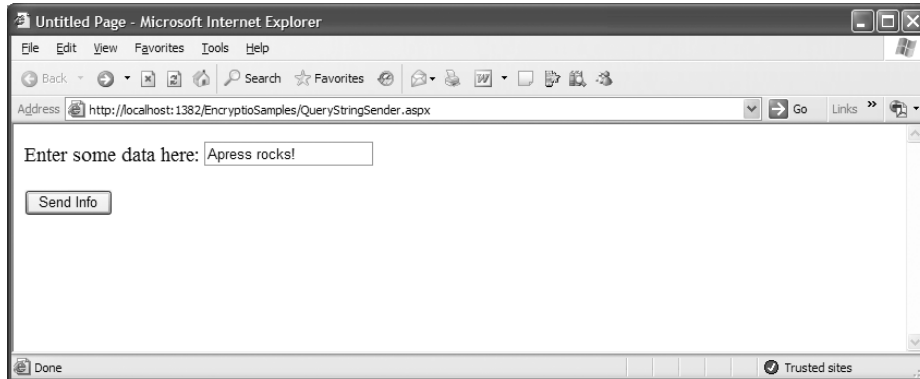 Untitled Page - Microsoft Internet Explorer
File Edit View Favorites Tools Help
Back Search Favorites
Address http://localhost:1382/EncryptioSamples/QueryStringSender.aspx Go Links »
Enter some data here: Apress rocks!
Send Info
Done Trusted sites